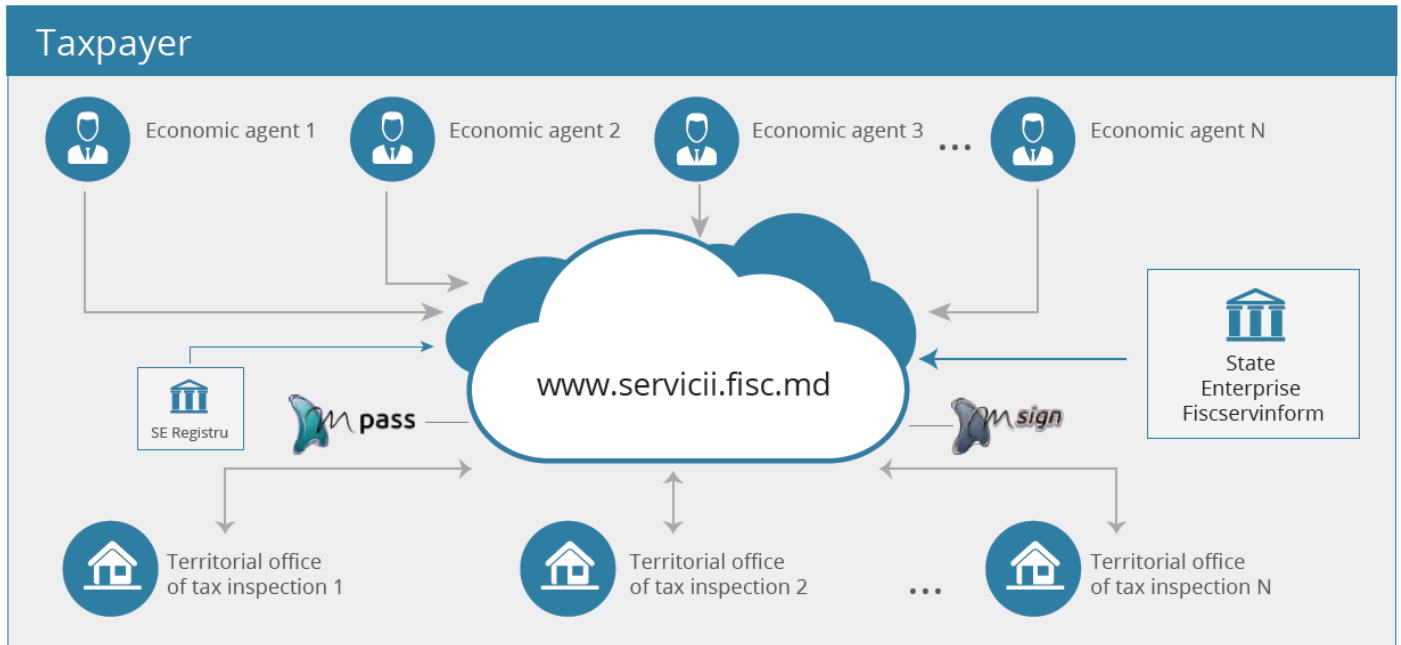 Taxpayer
Economic agent 1
Economic agent 2
Economic agent 3
...
Economic agent N
www.servicii.fisc.md
State
Enterprise
Fiscservinform
SE Registru
M pass
M sign
Territorial office
of tax inspection 1
Territorial office
of tax inspection 2
...
Territorial office
of tax inspection N